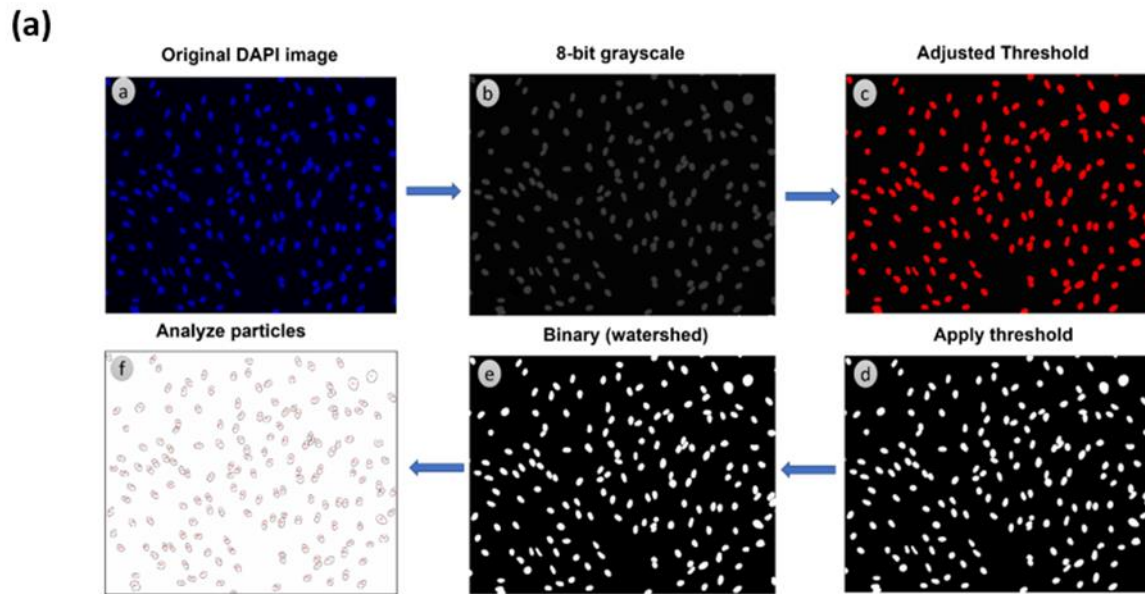 (a)
Original DAPI image
8-bit grayscale
Adjusted Threshold
a
b
c
Analyze particles
Binary (watershed)
Apply threshold
f
e
d